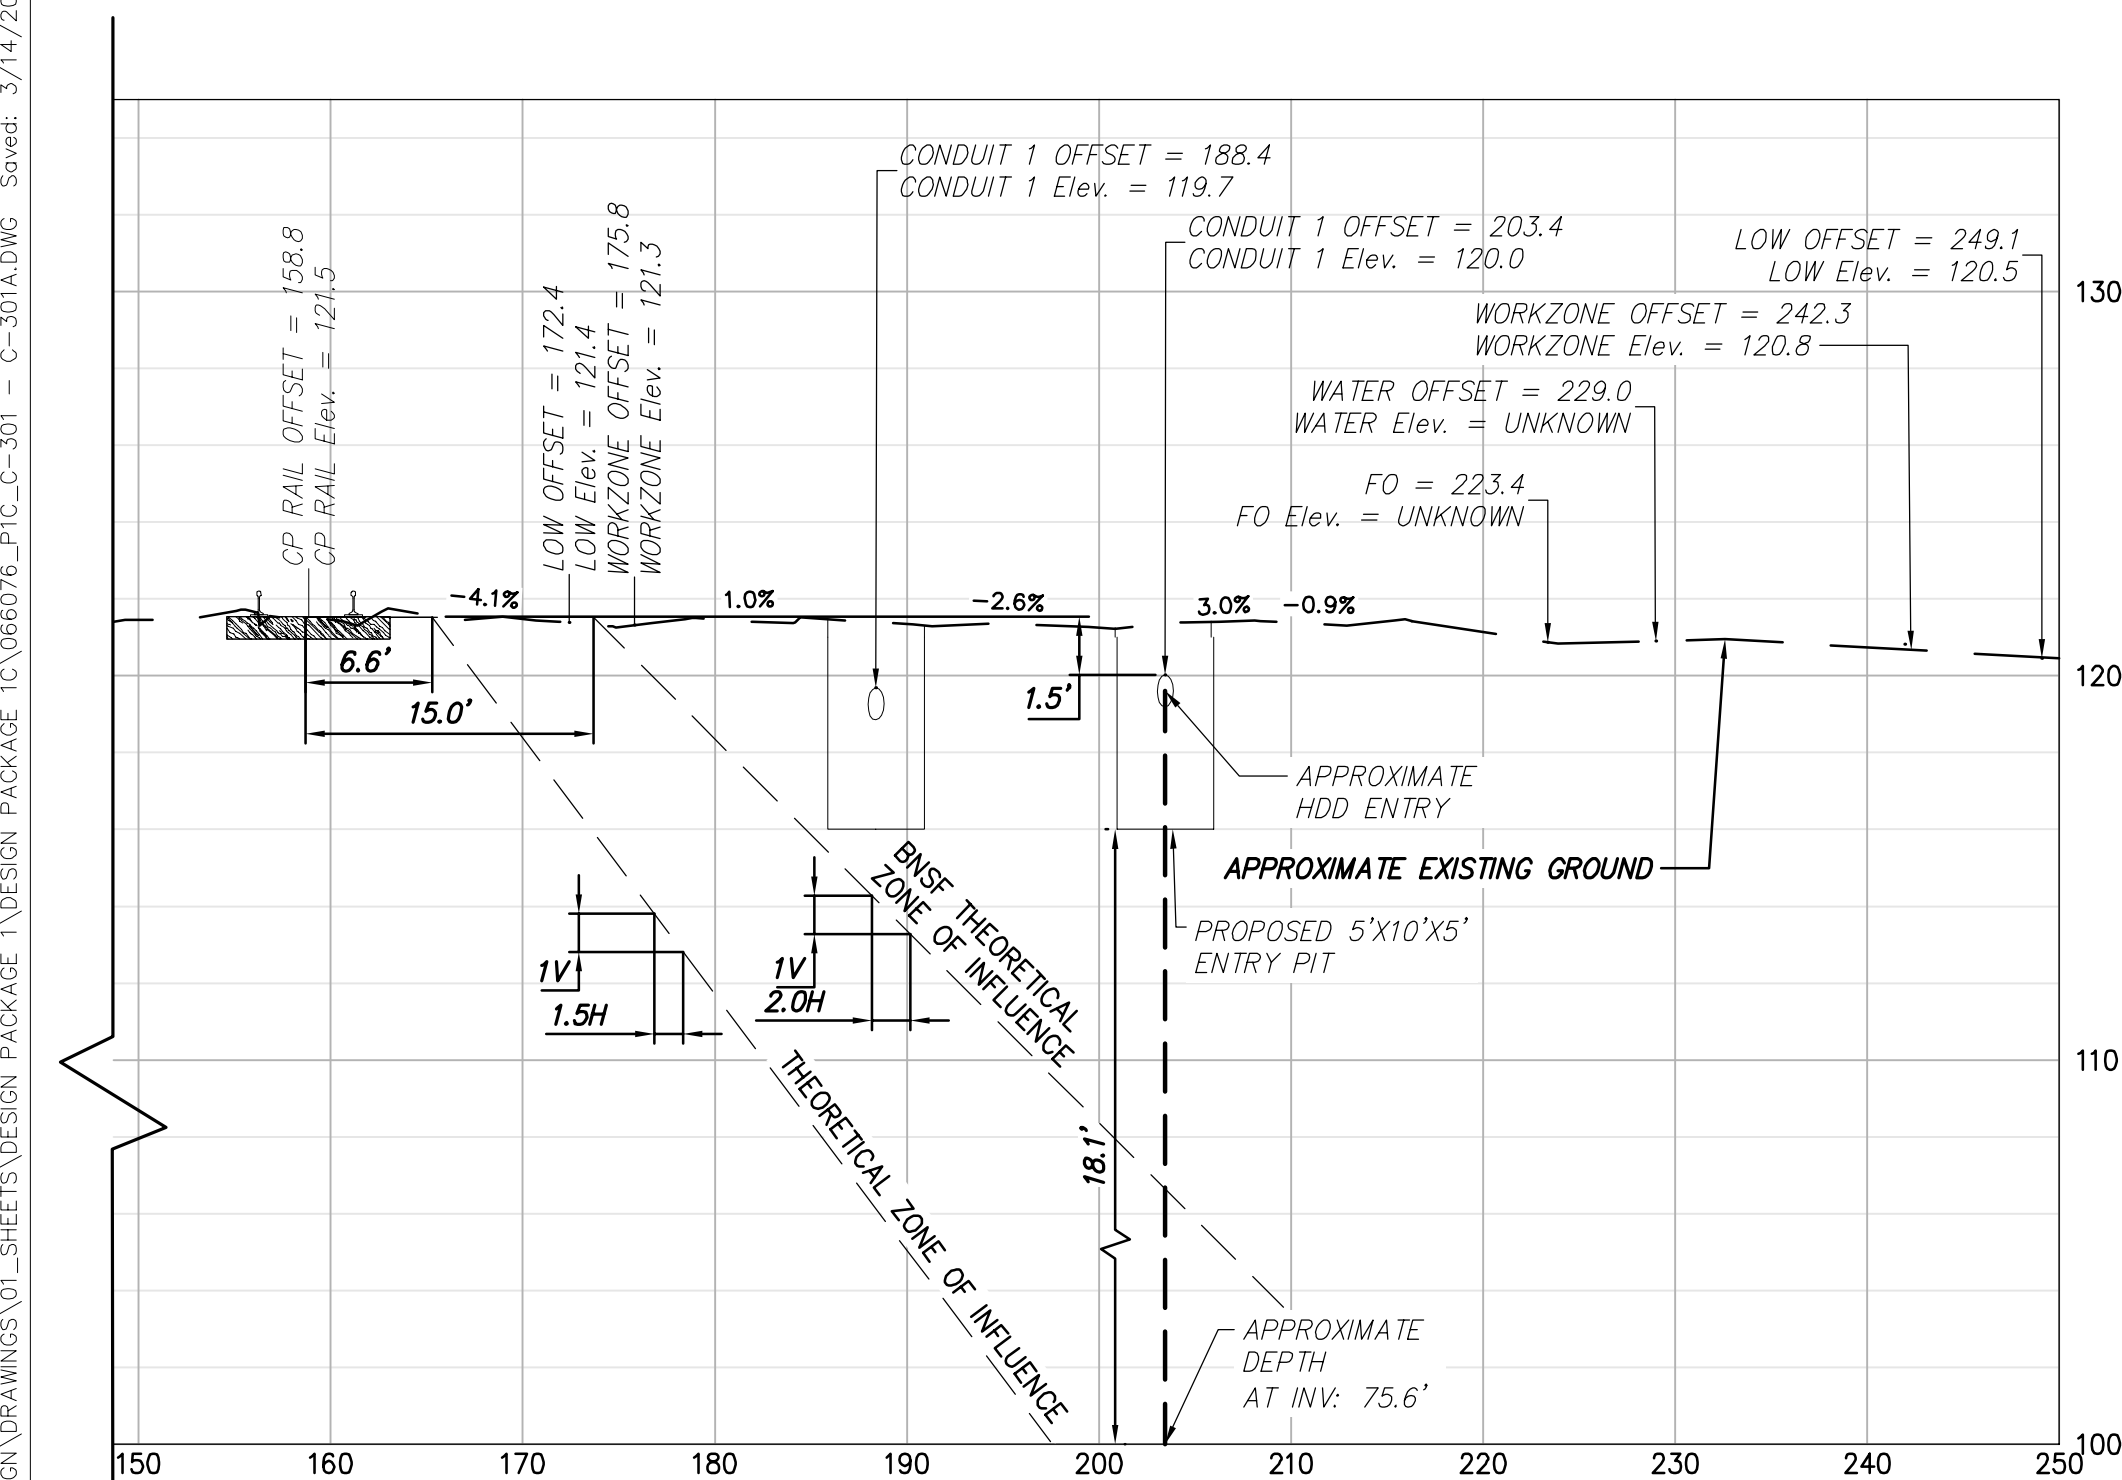 GN\DRAWINGS\01_SHEETS\DESIGN PACKAGE 1\DESIGN PACKAGE 1C\066076_P1C_C-301 - C-301A.DWG Saved: 3/14/20
CONDUIT 1 OFFSET = 188.4
CONDUIT 1 Elev. = 119.7
CONDUIT 1 OFFSET = 203.4
CONDUIT 1 Elev. = 120.0
LOW OFFSET = 249.1
LOW Elev. = 120.5
WORKZONE OFFSET = 242.3
WORKZONE Elev. = 120.8
WATER OFFSET = 229.0
WATER Elev. = UNKNOWN
FO = 223.4
FO Elev. = UNKNOWN
CP RAIL OFFSET = 158.8
CP RAIL Elev. = 121.5
LOW OFFSET = 172.4
LOW Elev. = 121.4
WORKZONE OFFSET = 175.8
WORKZONE Elev. = 121.3
-4.1%
1.0%
-2.6%
3.0%
-0.9%
6.6'
15.0'
1.5'
APPROXIMATE
HDD ENTRY
APPROXIMATE EXISTING GROUND
PROPOSED 5'X10'X5'
ENTRY PIT
BNSF THEORETICAL
ZONE OF INFLUENCE
1V
1.5H
1V
2.0H
THEORETICAL ZONE OF INFLUENCE
18.1'
APPROXIMATE
DEPTH
AT INV: 75.6'
130
120
110
100
150
160
170
180
190
200
210
220
230
240
250